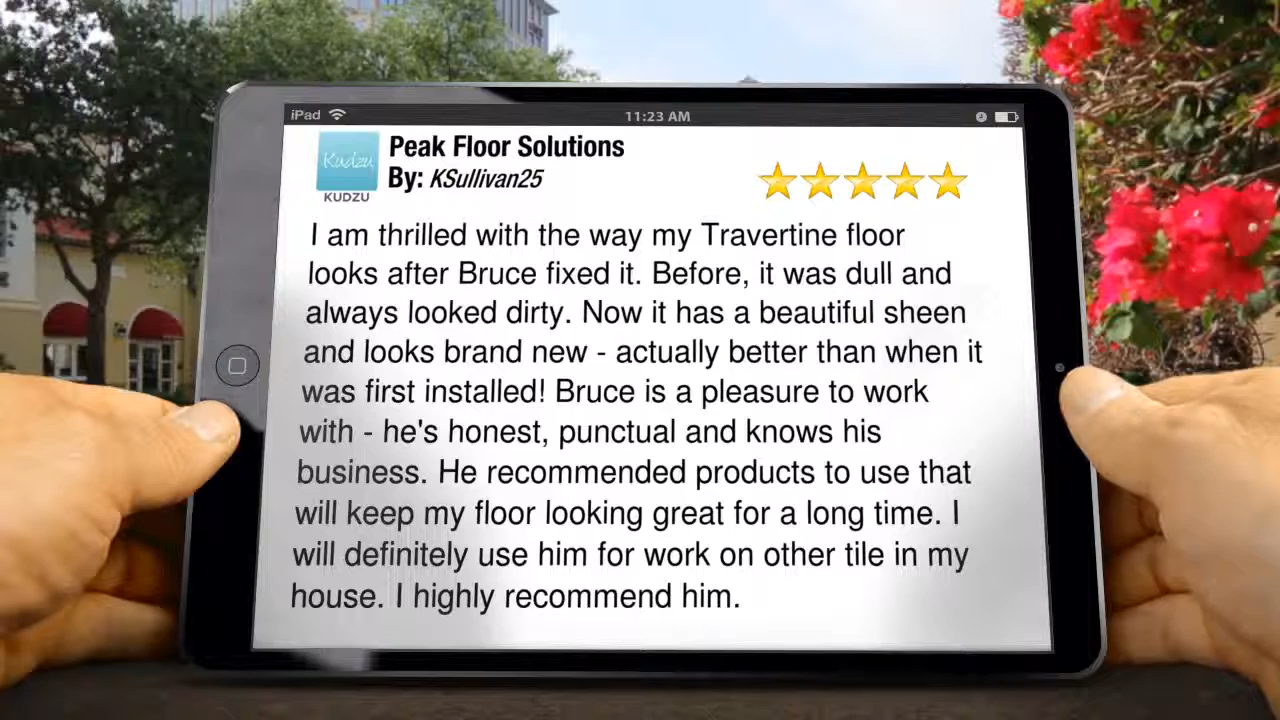 iPad
11:23 AM
Kudzu
KUDZU
Peak Floor Solutions
By: KSullivan25
I am thrilled with the way my Travertine floor
looks after Bruce fixed it. Before, it was dull and
always looked dirty. Now it has a beautiful sheen
and looks brand new - actually better than when it
was first installed! Bruce is a pleasure to work
with - he's honest, punctual and knows his
business. He recommended products to use that
will keep my floor looking great for a long time. I
will definitely use him for work on other tile in my
house. I highly recommend him.